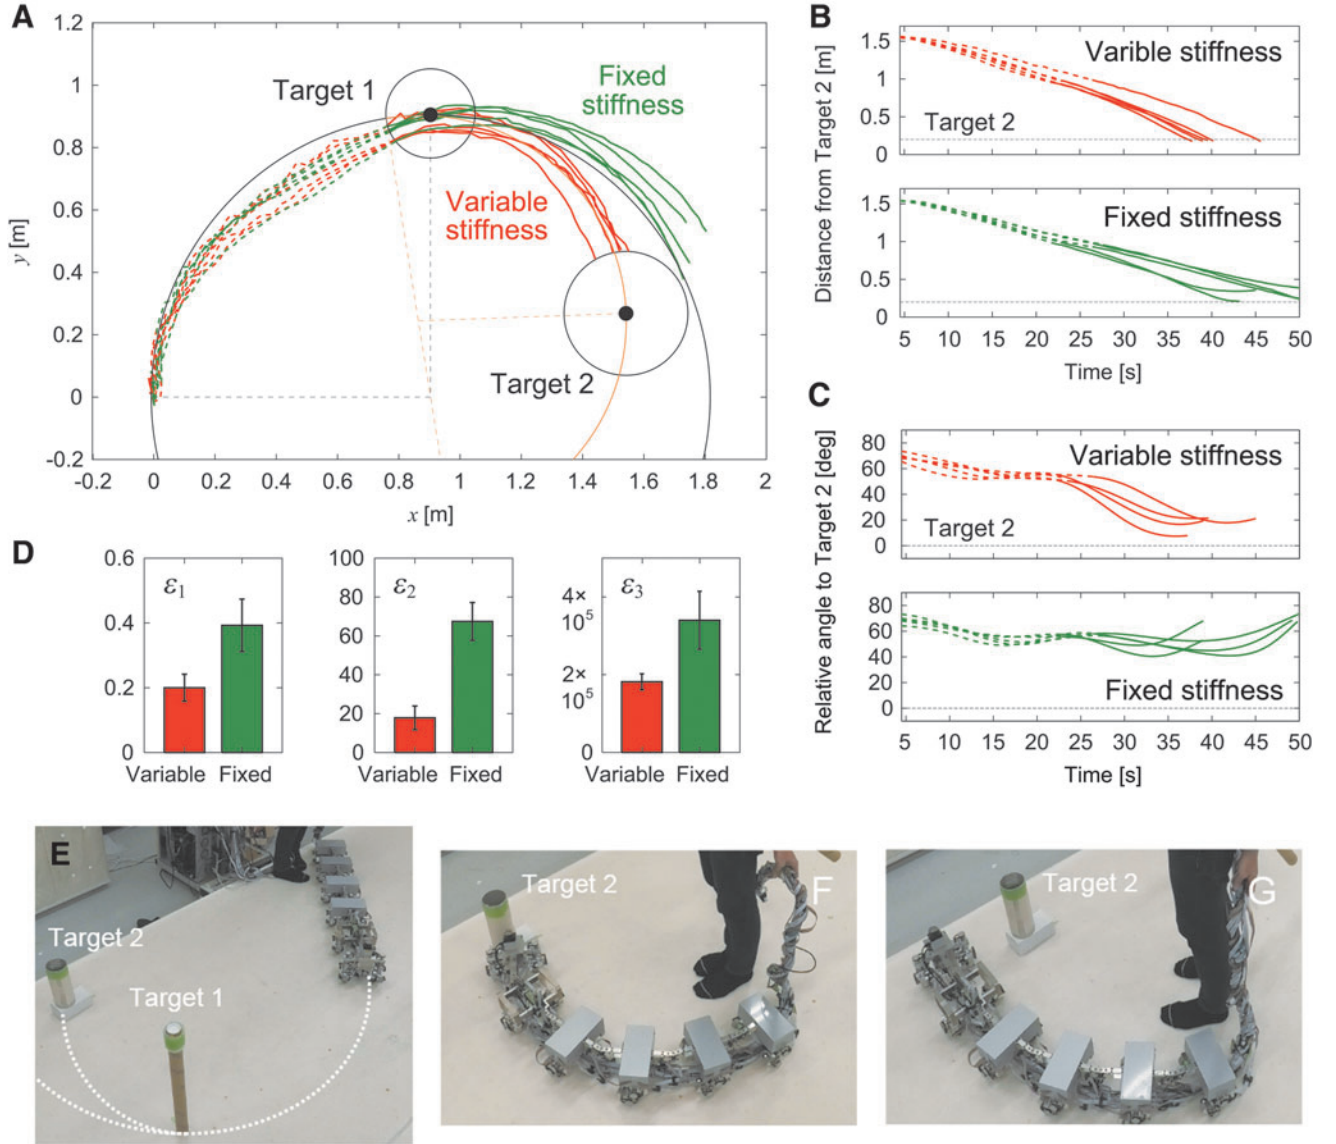 A
1.2
1
0.8
0.6
0.4
0.2
0
-0.2
y [m]
-0.2 0 0.2 0.4 0.6 0.8 1 1.2 1.4 1.6 1.8 2
x [m]
Target 1
Fixed
stiffness
Variable
stiffness
Target 2
B
Distance from Target 2 [m]
1.5
1
0.5
0
Varible stiffness
Target 2
1.5
1
0.5
0
Fixed stiffness
5 10 15 20 25 30 35 40 45 50
Time [s]
C
Relative angle to Target 2 [deg]
80
60
40
20
0
Variable stiffness
Target 2
80
60
40
20
0
Fixed stiffness
5 10 15 20 25 30 35 40 45 50
Time [s]
D
0.6
0.4
0.2
0
ε1
Variable Fixed
100
80
60
40
20
0
ε2
Variable Fixed
4×
10^5
2×
10^5
0
ε3
Variable Fixed
E
Target 2
Target 1
F
Target 2
G
Target 2